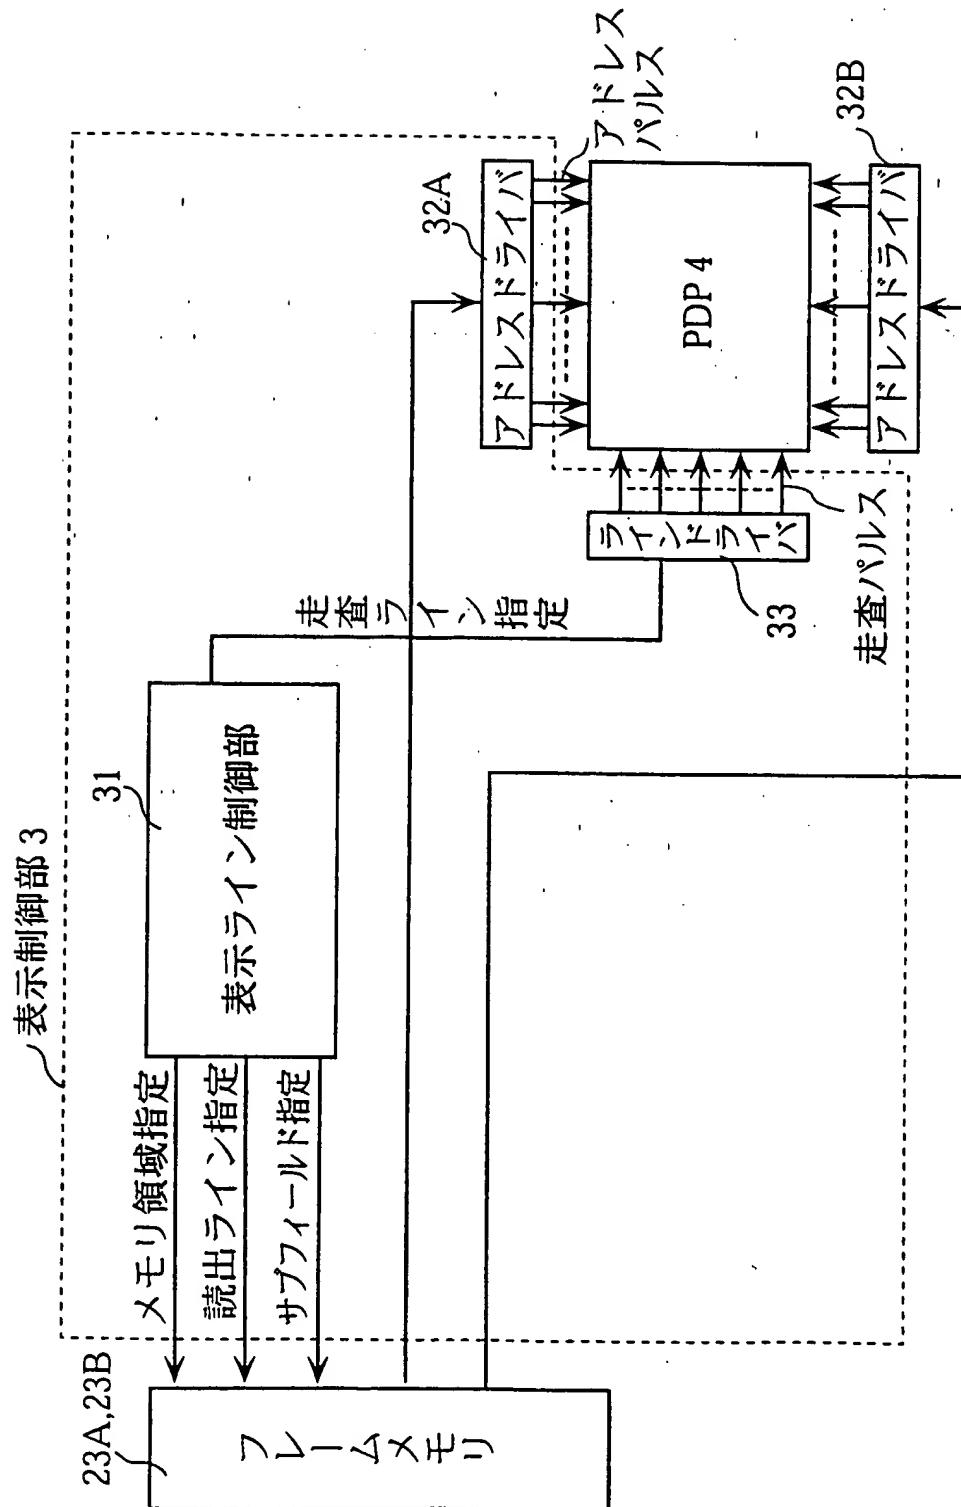 表示制御部 3
31
表示ライン制御部
メモリ領域指定
読出ライン指定
サブフィールド指定
23A,23B
フレームメモリ
走査ライン指定
32A
アドレスドライバ
アドレス
パルス
ラインドライバ
33
走査パルス
PDP 4
アドレスドライバ
32B